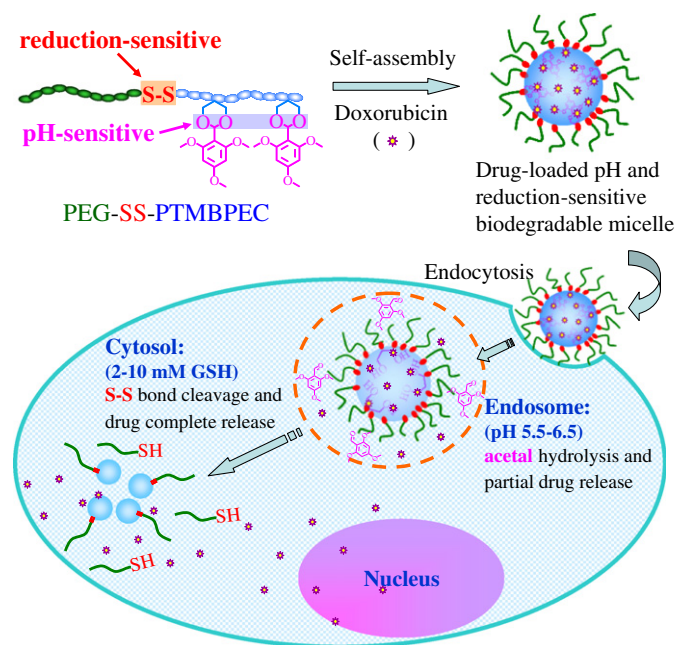 reduction-sensitive
S-S
pH-sensitive
O O O O
O O O O
O O
PEG-SS-PTMBPEC
Self-assembly
Doxorubicin
( )
Drug-loaded pH and
reduction-sensitive
biodegradable micelle
Endocytosis
Cytosol:
(2-10 mM GSH)
S-S bond cleavage and
drug complete release
Endosome:
(pH 5.5-6.5)
acetal hydrolysis and
partial drug release
SH
SH
SH
Nucleus